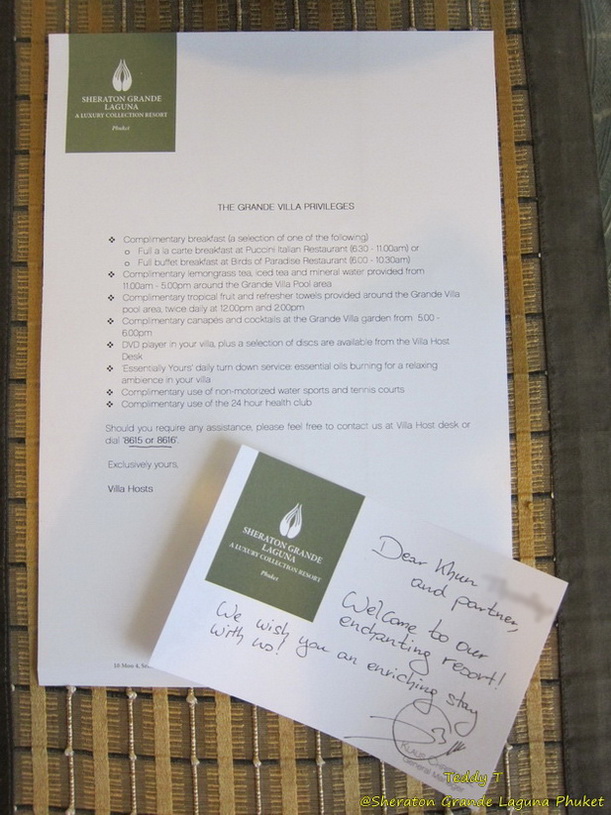 SHERATON GRANDE
LAGUNA
A LUXURY COLLECTION RESORT
Phuket
THE GRANDE VILLA PRIVILEGES
❖ Complimentary breakfast (a selection of one of the following)
o Full a la carte breakfast at Puccini Italian Restaurant (6:30 - 11.00am) or
o Full buffet breakfast at Birds of Paradise Restaurant (6:00 - 10.30am)
❖ Complimentary lemongrass tea, iced tea and mineral water provided from
11.00am - 5.00pm around the Grande Villa Pool area
❖ Complimentary tropical fruit and refresher towels provided around the Grande Villa
pool area, twice daily at 12.00pm and 2.00pm
❖ Complimentary canapés and cocktails at the Grande Villa garden from 5.00 -
6.00pm
❖ DVD player in your villa, plus a selection of discs are available from the Villa Host
Desk
❖ 'Essentially Yours' daily turn down service: essential oils burning for a relaxing
ambience in your villa
❖ Complimentary use of non-motorized water sports and tennis courts
❖ Complimentary use of the 24 hour health club
Should you require any assistance, please feel free to contact us at Villa Host desk or
dial '8615 or 8616'.
Exclusively yours,
Villa Hosts
10 Moo 4,
SHERATON GRANDE
LAGUNA
A LUXURY COLLECTION RESORT
Phuket
Dear Khun
and partner,
Welcome to our
enchanting resort!
We wish you an enriching stay
with us!
KLAUS
General Manager
Teddy T
@Sheraton Grande Laguna Phuket